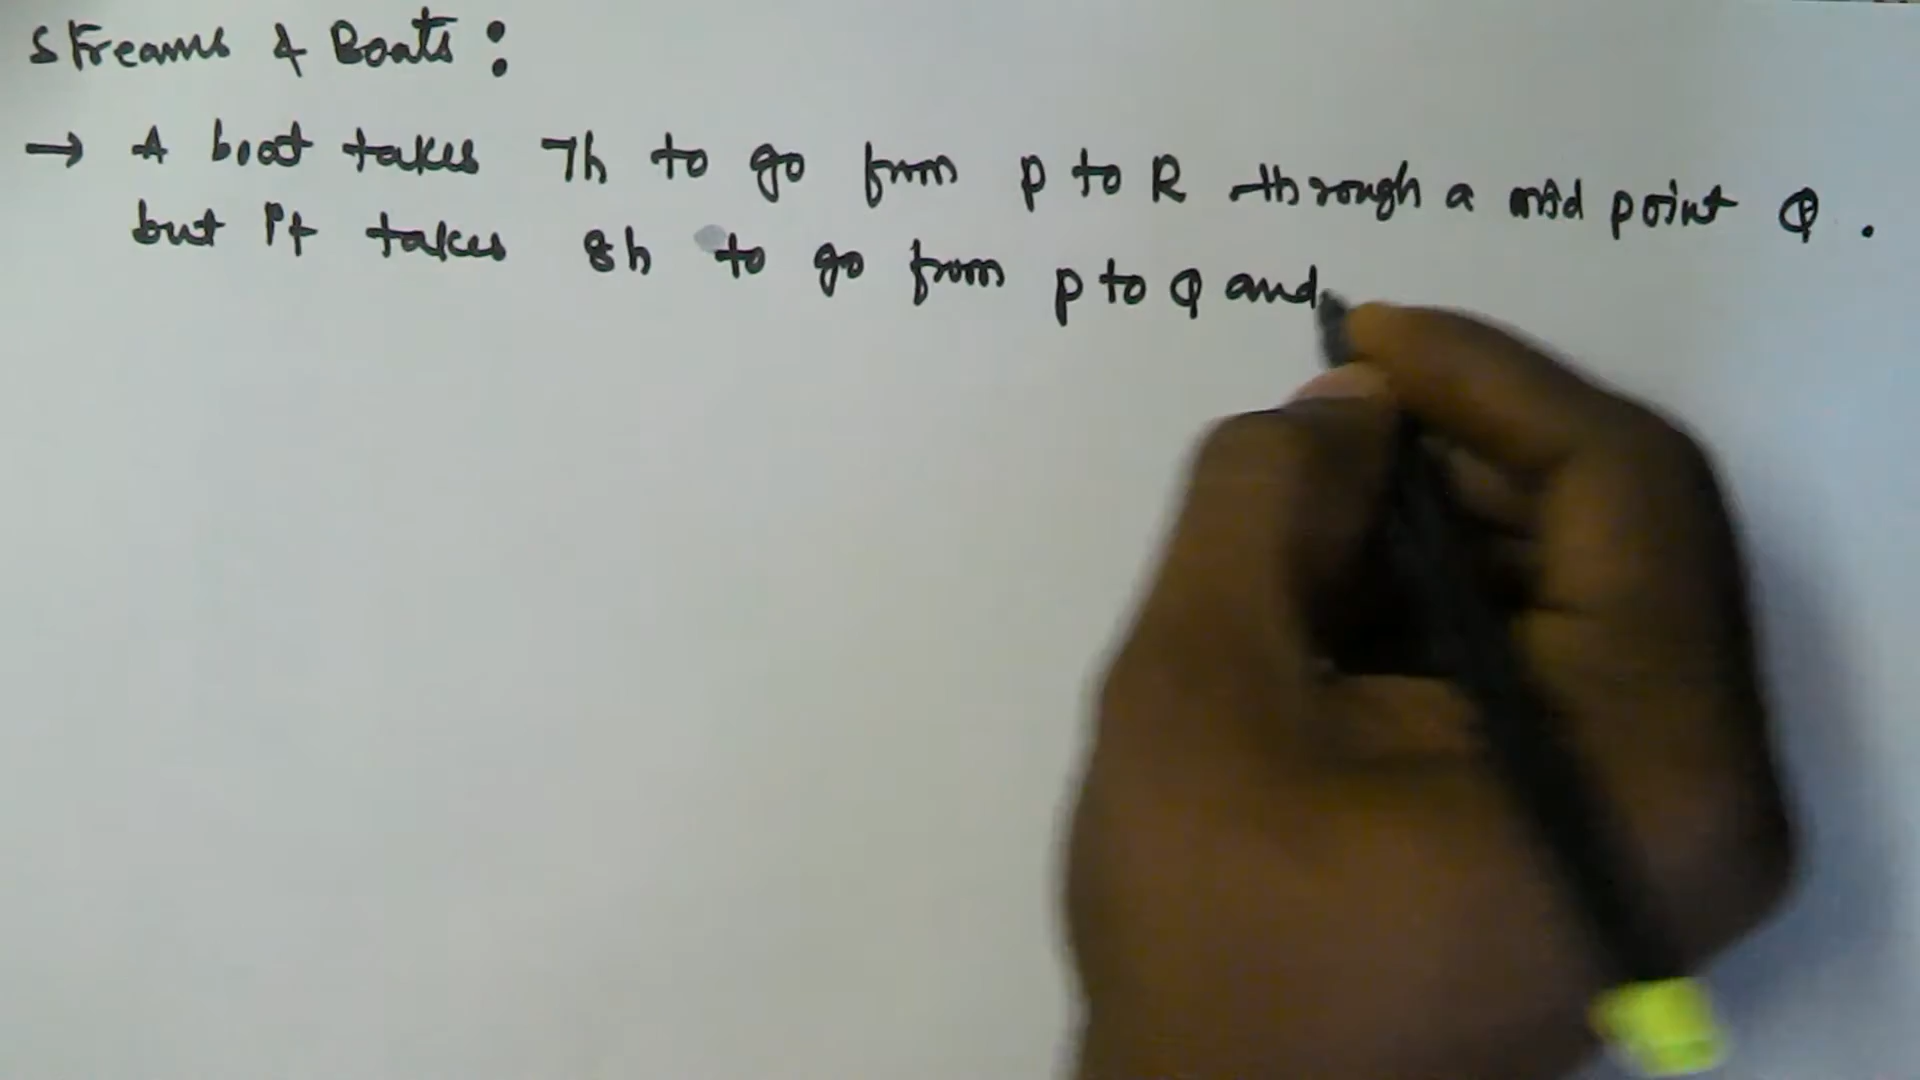 Streams & Boats :
→ A boat takes 7h to go from P to R through a mid point Q .
but it takes 8h to go from P to Q and